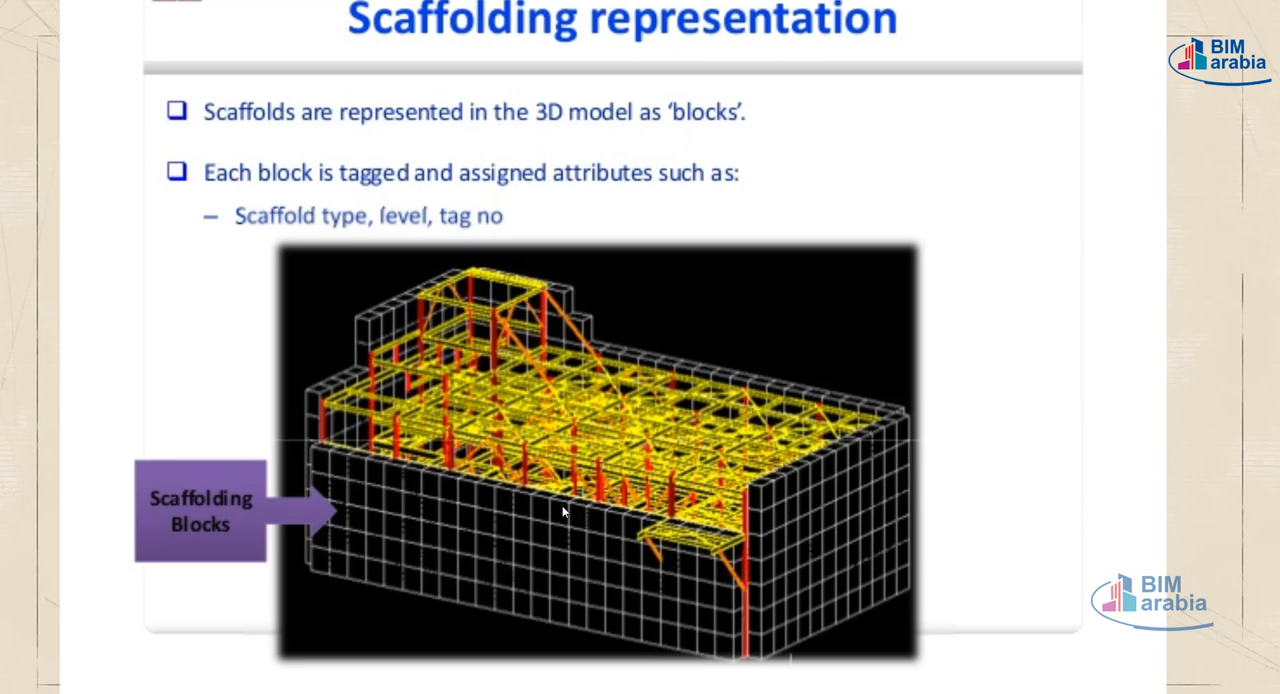 Scaffolding representation
BIM
arabia
Scaffolds are represented in the 3D model as ‘blocks’.
Each block is tagged and assigned attributes such as:
– Scaffold type, level, tag no
Scaffolding
Blocks
BIM
arabia